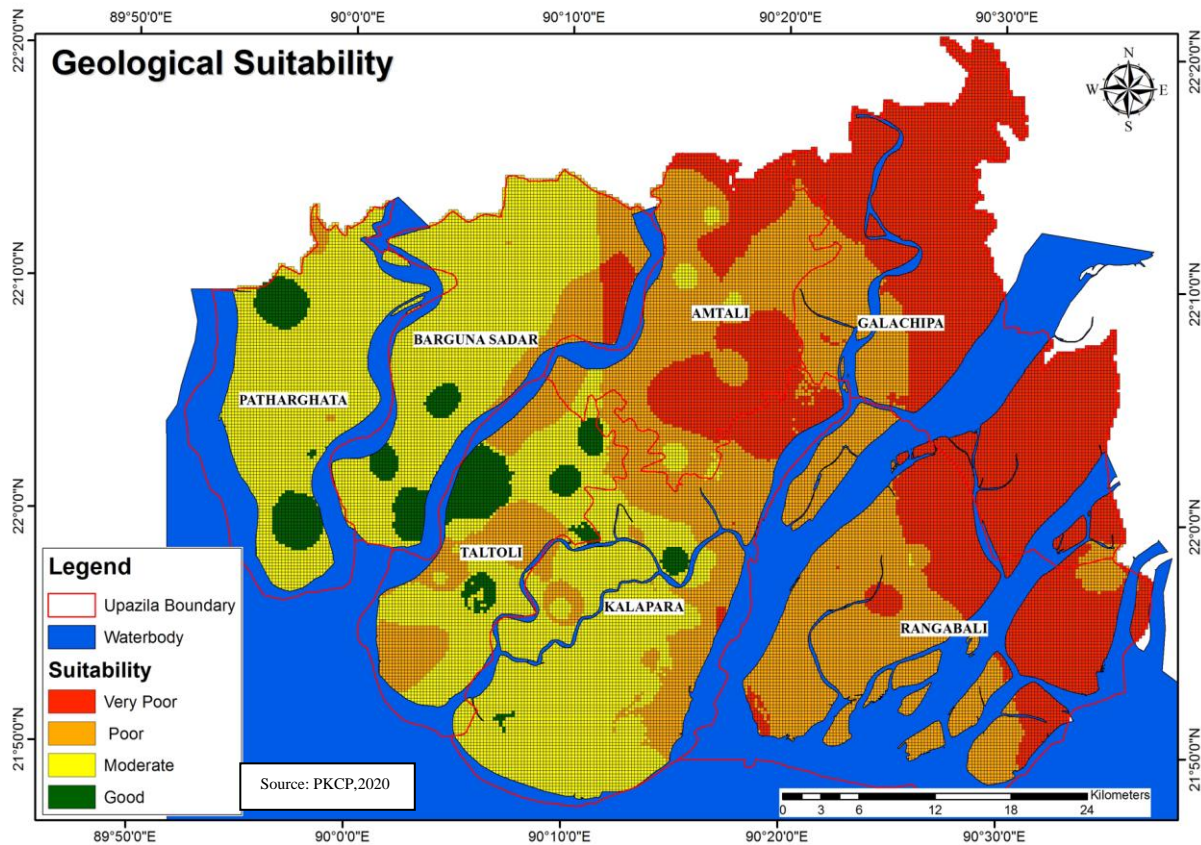 89°50'0"E 90°0'0"E 90°10'0"E 90°20'0"E 90°30'0"E
22°20'0"N
22°20'0"N
Geological Suitability
N
W E
S
22°10'0"N
22°10'0"N
AMTALI
GALACHIPA
BARGUNA SADAR
PATHARGHATA
22°0'0"N
22°0'0"N
TALTOLI
KALAPARA
RANGABALI
Legend
Upazila Boundary
Waterbody
Suitability
Very Poor
Poor
Moderate
Good
21°50'0"N
21°50'0"N
Source: PKCP,2020
Kilometers
0 3 6 12 18 24
89°50'0"E 90°0'0"E 90°10'0"E 90°20'0"E 90°30'0"E